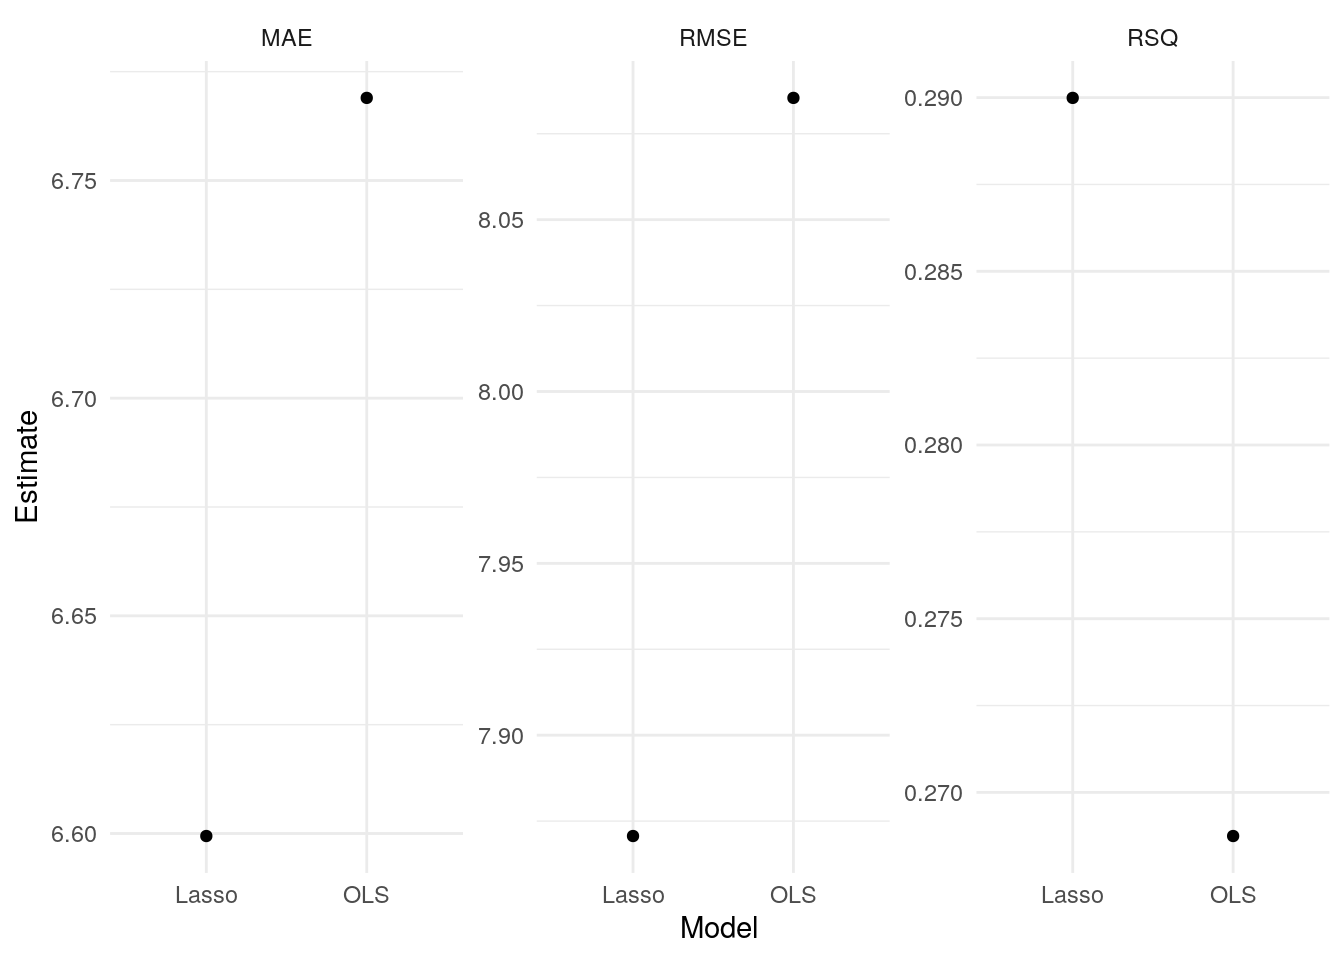 MAE
RMSE
RSQ
Estimate
6.75
6.70
6.65
6.60
8.05
8.00
7.95
7.90
0.290
0.285
0.280
0.275
0.270
Lasso
OLS
Lasso
OLS
Lasso
OLS
Model